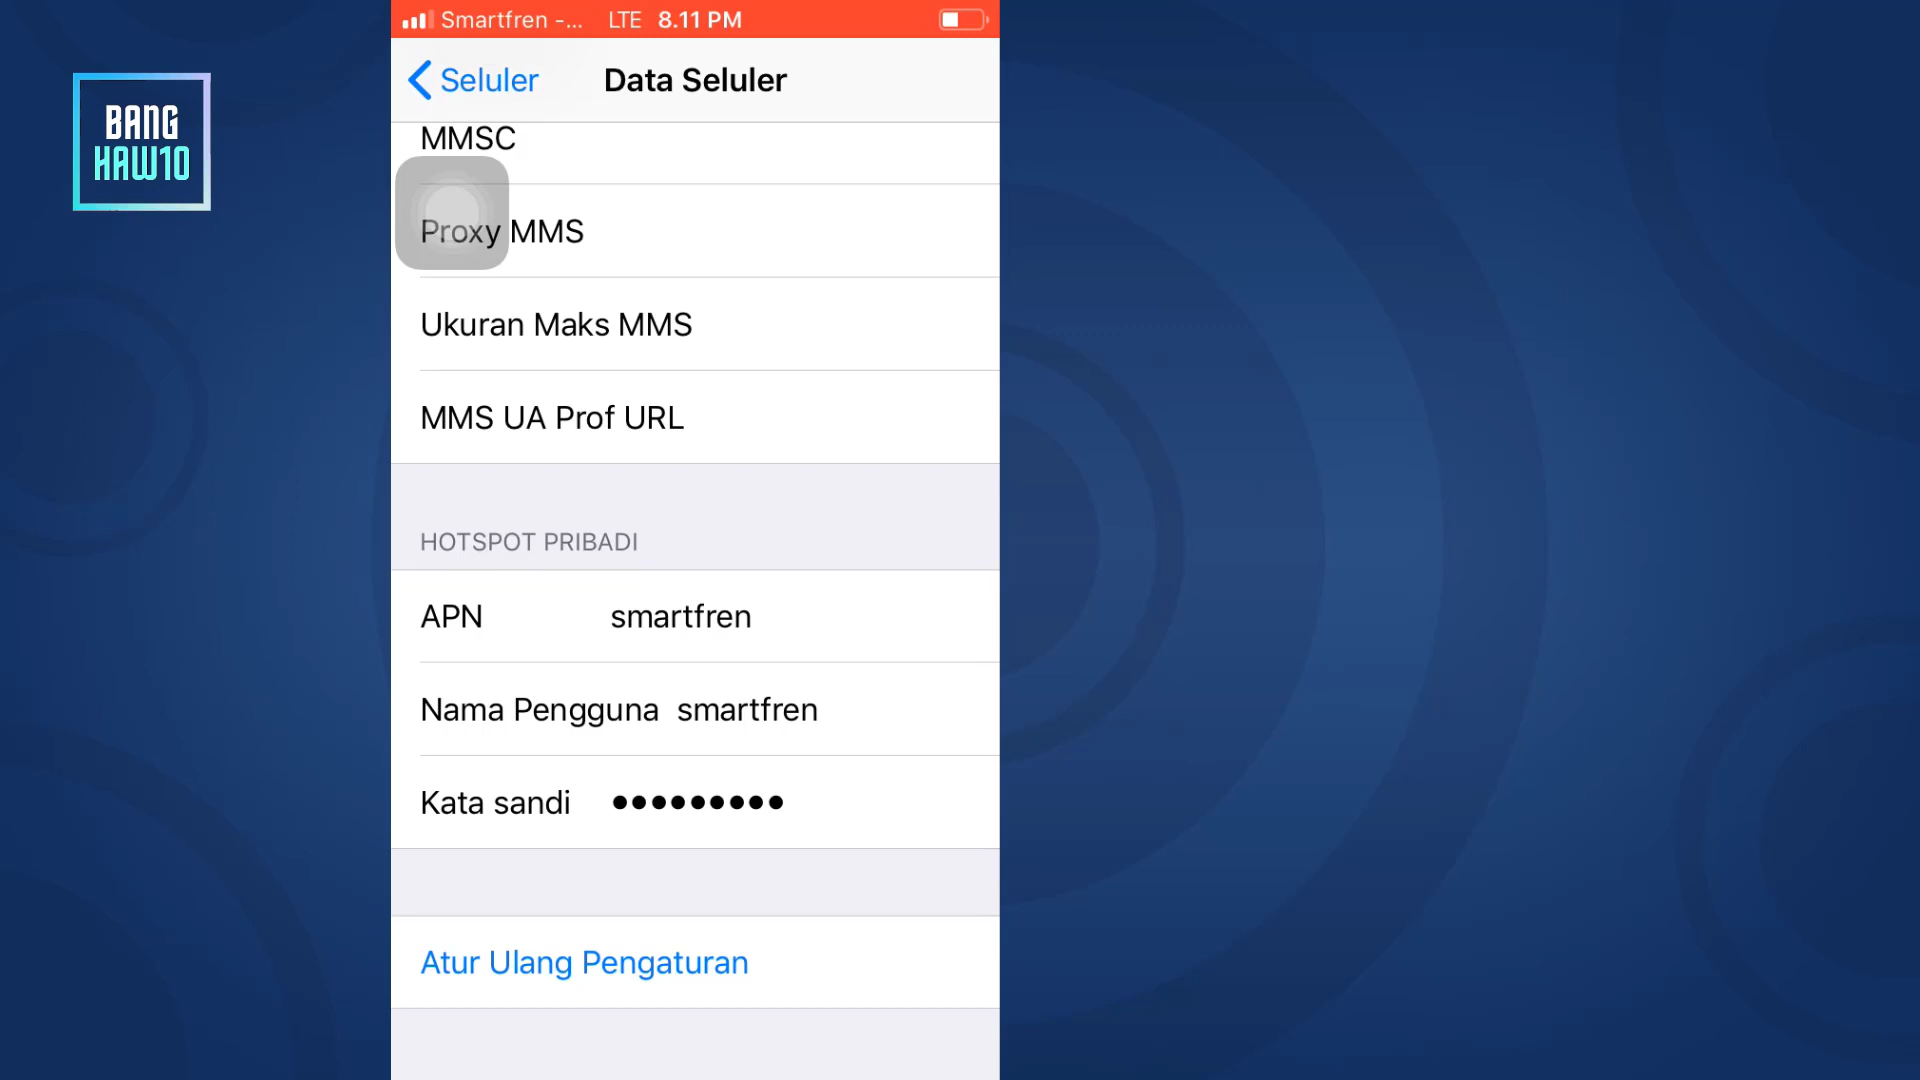 BANG
HAW10
Smartfren -... LTE 8.11 PM
Seluler Data Seluler
MMSC
Proxy MMS
Ukuran Maks MMS
MMS UA Prof URL
HOTSPOT PRIBADI
APN smartfren
Nama Pengguna smartfren
Kata sandi •••••••••
Atur Ulang Pengaturan